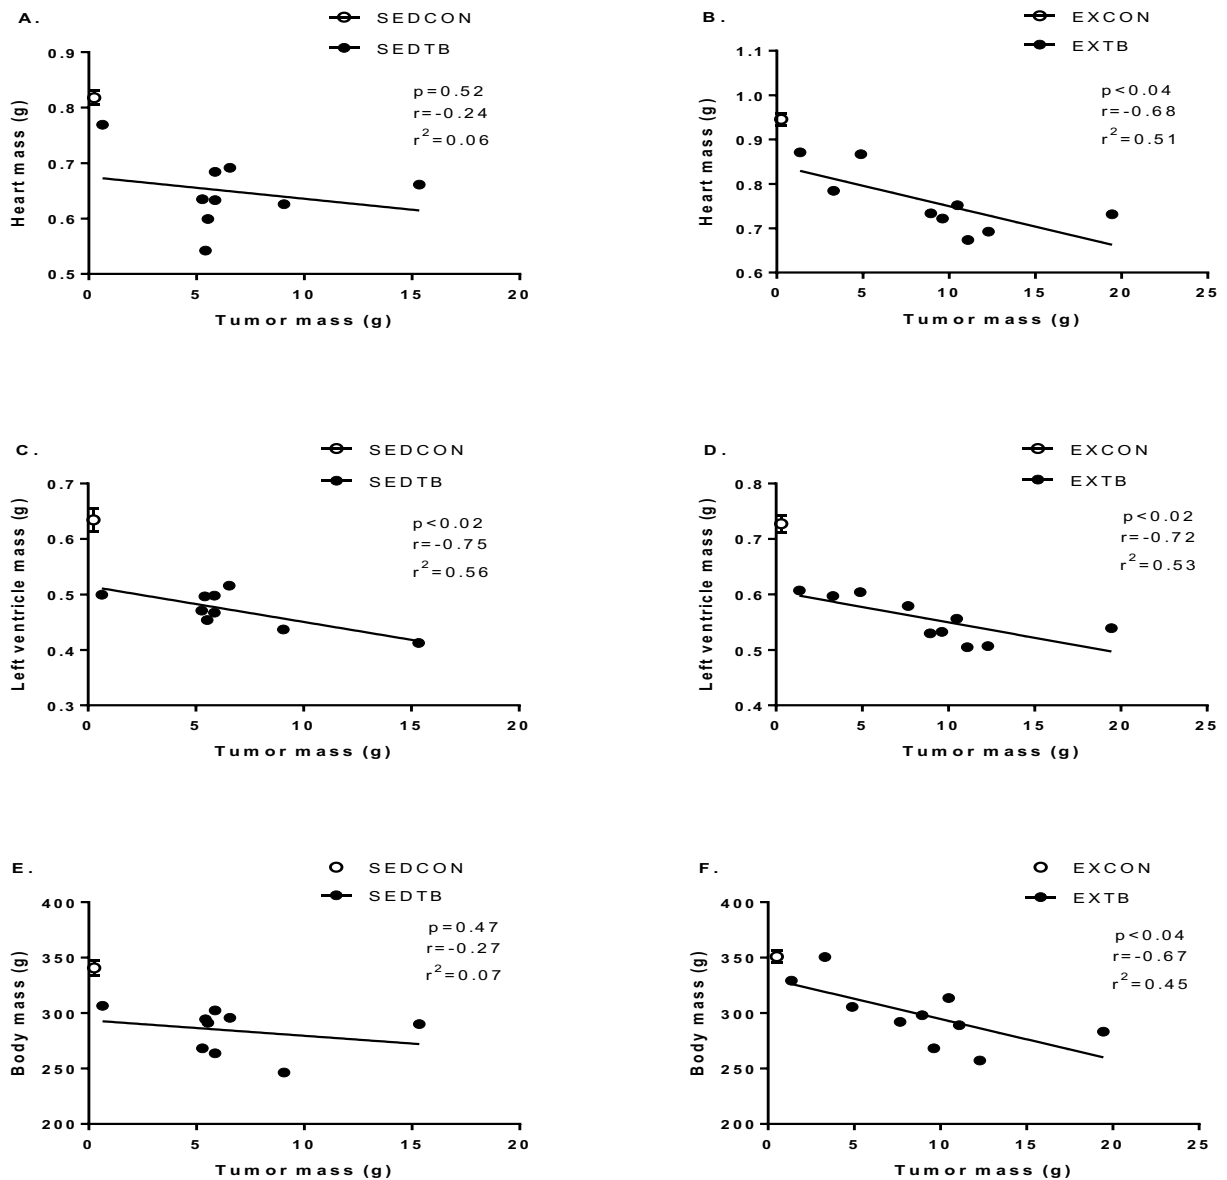 A.
SEDCON
SEDTB
p=0.52
r=-0.24
r²=0.06
Heart mass (g)
0.9
0.8
0.7
0.6
0.5
0 5 10 15 20
Tumor mass (g)
B.
EXCON
EXTB
p<0.04
r=-0.68
r²=0.51
Heart mass (g)
1.1
1.0
0.9
0.8
0.7
0.6
0 5 10 15 20 25
Tumor mass (g)
C.
SEDCON
SEDTB
p<0.02
r=-0.75
r²=0.56
Left ventricle mass (g)
0.7
0.6
0.5
0.4
0.3
0 5 10 15 20
Tumor mass (g)
D.
EXCON
EXTB
p<0.02
r=-0.72
r²=0.53
Left ventricle mass (g)
0.8
0.7
0.6
0.5
0.4
0 5 10 15 20 25
Tumor mass (g)
E.
SEDCON
SEDTB
p=0.47
r=-0.27
r²=0.07
Body mass (g)
400
350
300
250
200
0 5 10 15 20
Tumor mass (g)
F.
EXCON
EXTB
p<0.04
r=-0.67
r²=0.45
Body mass (g)
400
350
300
250
200
0 5 10 15 20 25
Tumor mass (g)